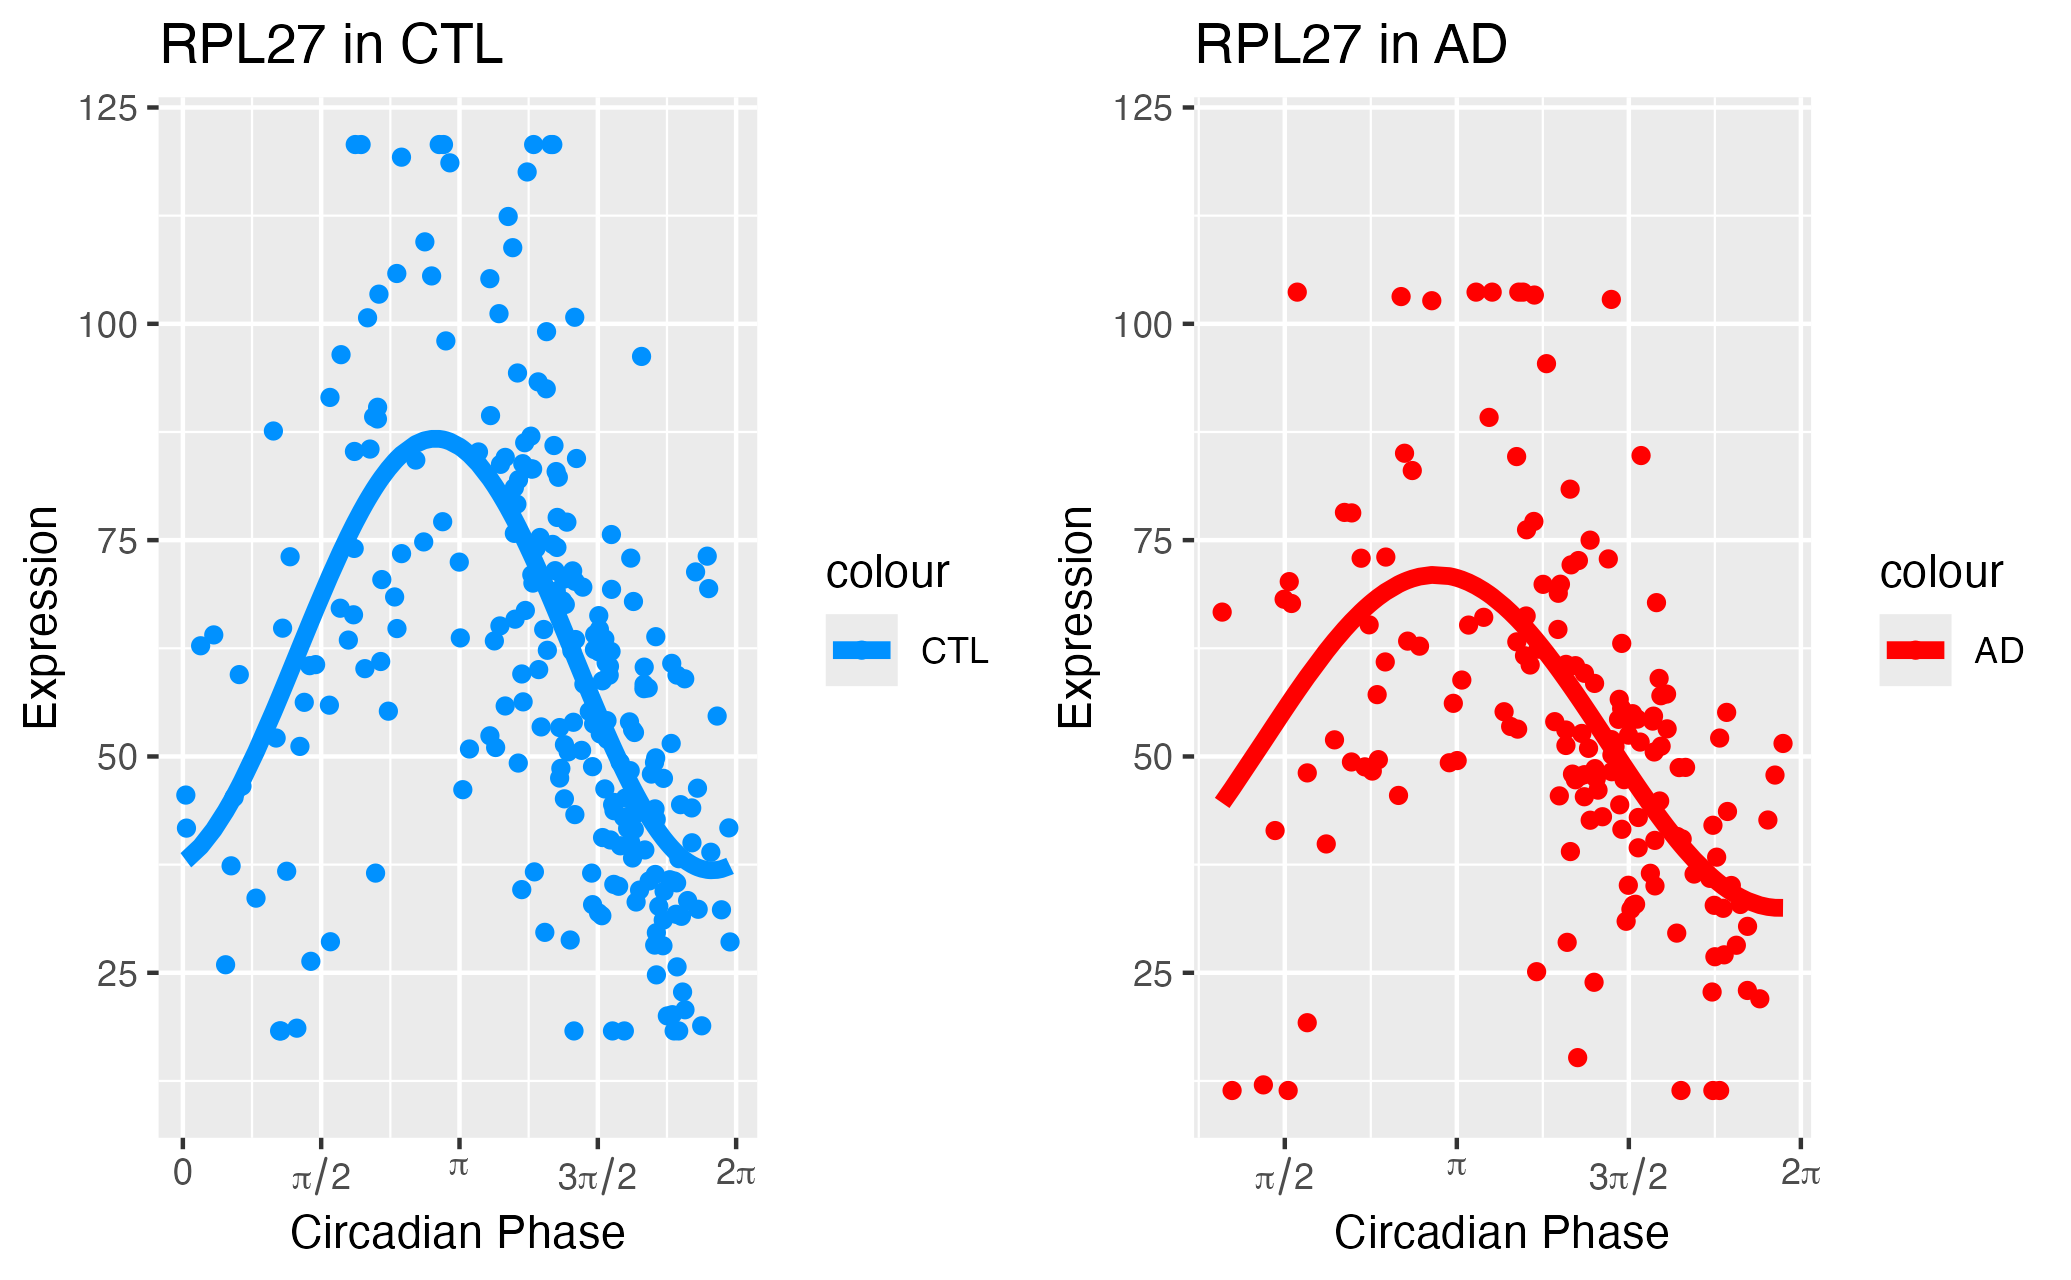 RPL27 in CTL
125
100
75
50
25
Expression
0
π/2
π
3π/2
2π
Circadian Phase
colour
CTL
RPL27 in AD
125
100
75
50
25
Expression
π/2
π
3π/2
2π
Circadian Phase
colour
AD